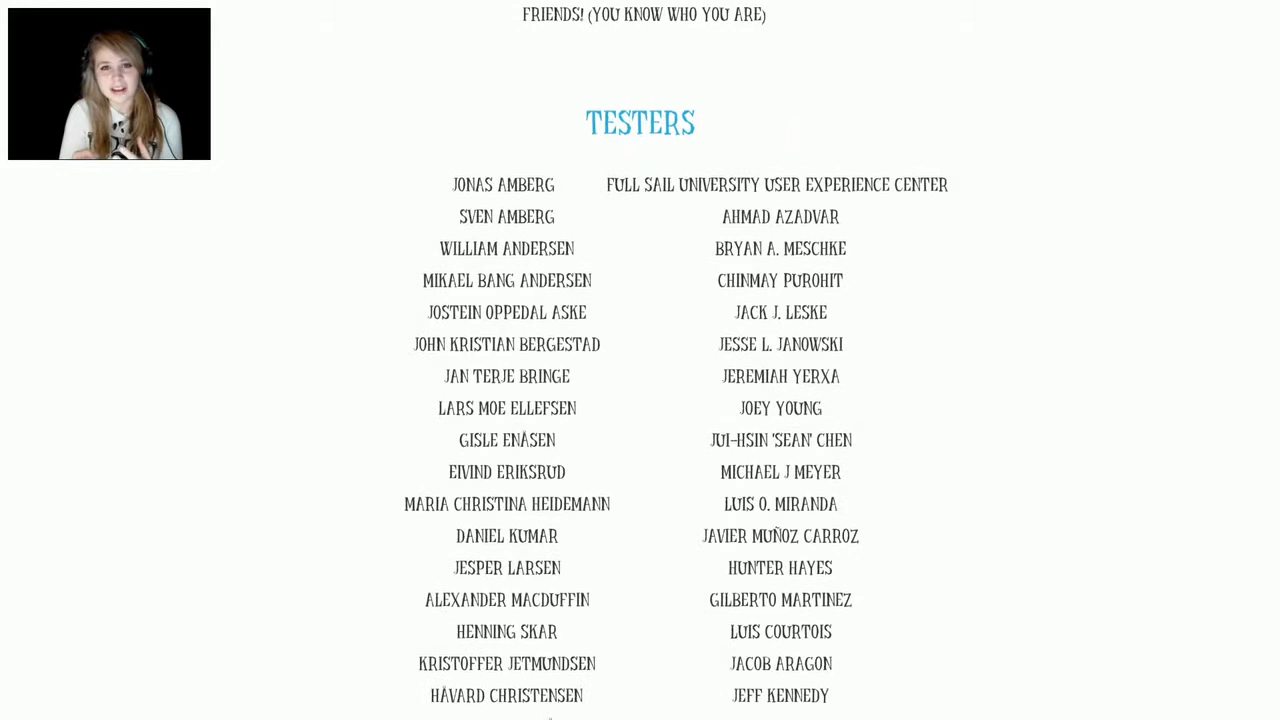 FRIENDS! (YOU KNOW WHO YOU ARE)
TESTERS
JONAS AMBERG
SVEN AMBERG
WILLIAM ANDERSEN
MIKAEL BANG ANDERSEN
JOSTEIN OPPEDAL ASKE
JOHN KRISTIAN BERGESTAD
JAN TERJE BRINGE
LARS MOE ELLEFSEN
GISLE ENÅSEN
EIVIND ERIKSRUD
MARIA CHRISTINA HEIDEMANN
DANIEL KUMAR
JESPER LARSEN
ALEXANDER MACDUFFIN
HENNING SKAR
KRISTOFFER JETMUNDSEN
HÅVARD CHRISTENSEN
FULL SAIL UNIVERSITY USER EXPERIENCE CENTER
AHMAD AZADVAR
BRYAN A. MESCHKE
CHINMAY PUROHIT
JACK J. LESKE
JESSE L. JANOWSKI
JEREMIAH YERXA
JOEY YOUNG
JUI-HSIN 'SEAN' CHEN
MICHAEL J MEYER
LUIS O. MIRANDA
JAVIER MUÑOZ CARROZ
HUNTER HAYES
GILBERTO MARTINEZ
LUIS COURTOIS
JACOB ARAGON
JEFF KENNEDY